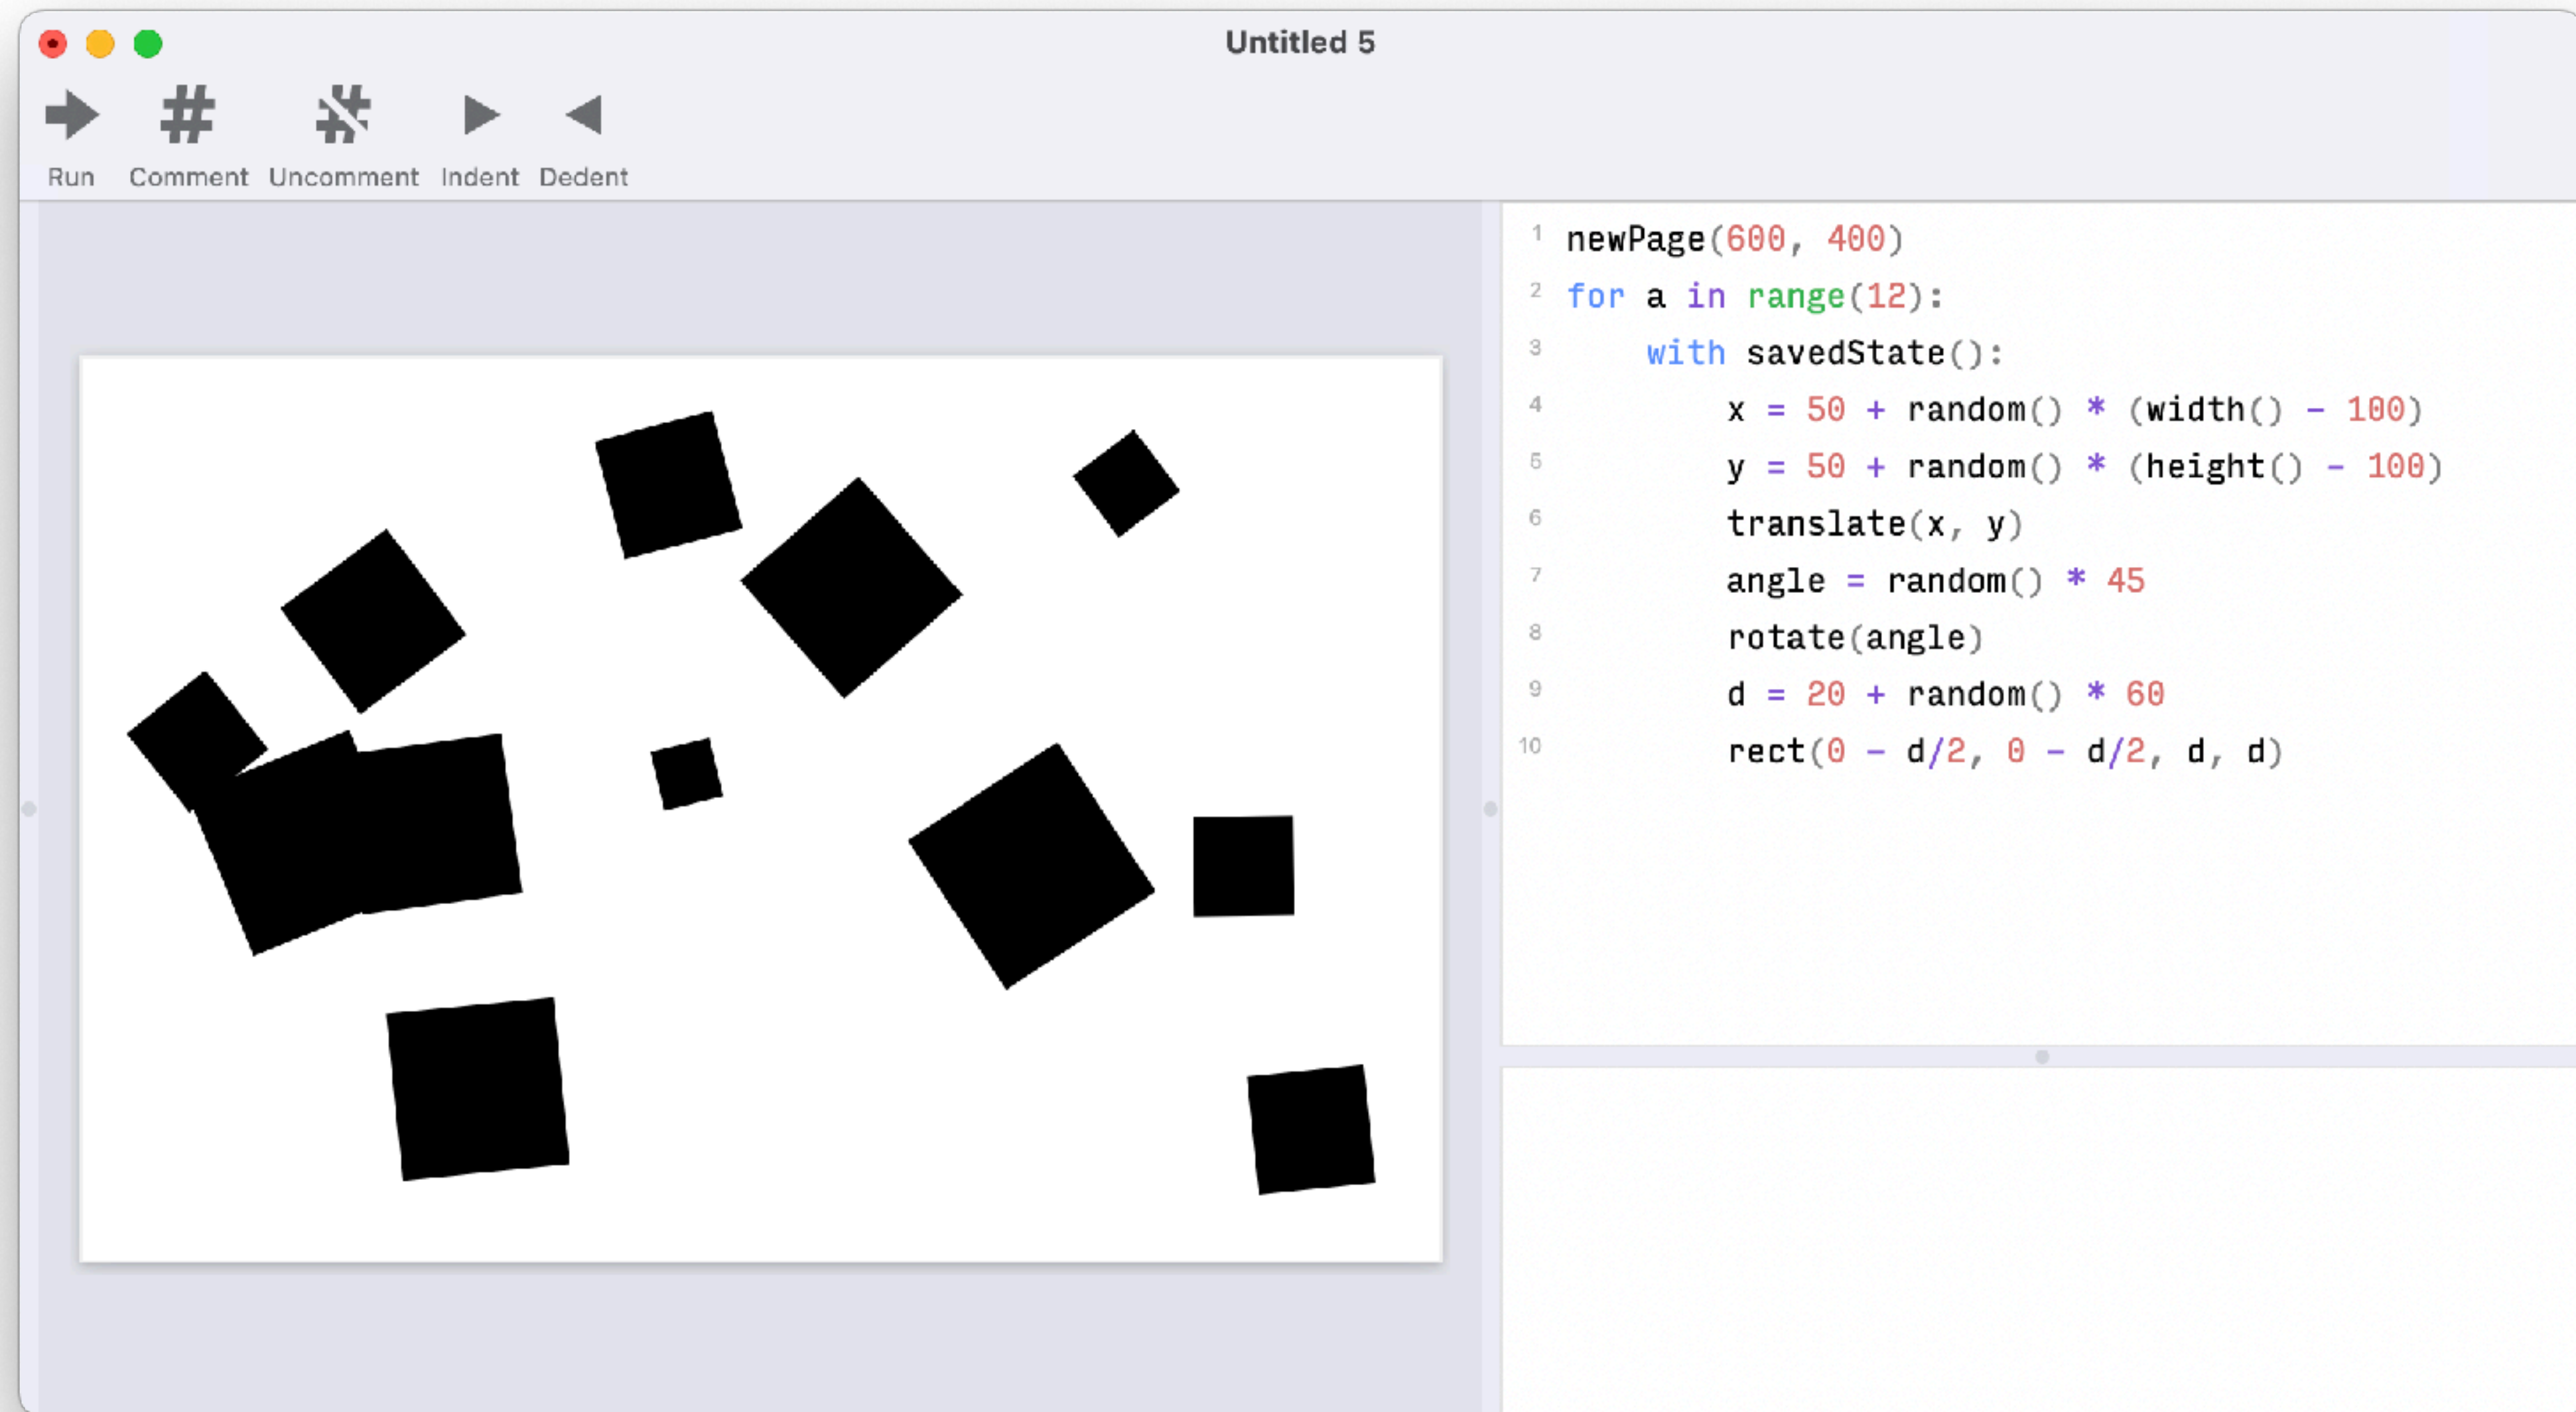 Untitled 5
Run Comment Uncomment Indent Dedent
1 newPage(600, 400)
2 for a in range(12):
3     with savedState():
4         x = 50 + random() * (width() - 100)
5         y = 50 + random() * (height() - 100)
6         translate(x, y)
7         angle = random() * 45
8         rotate(angle)
9         d = 20 + random() * 60
10         rect(0 - d/2, 0 - d/2, d, d)